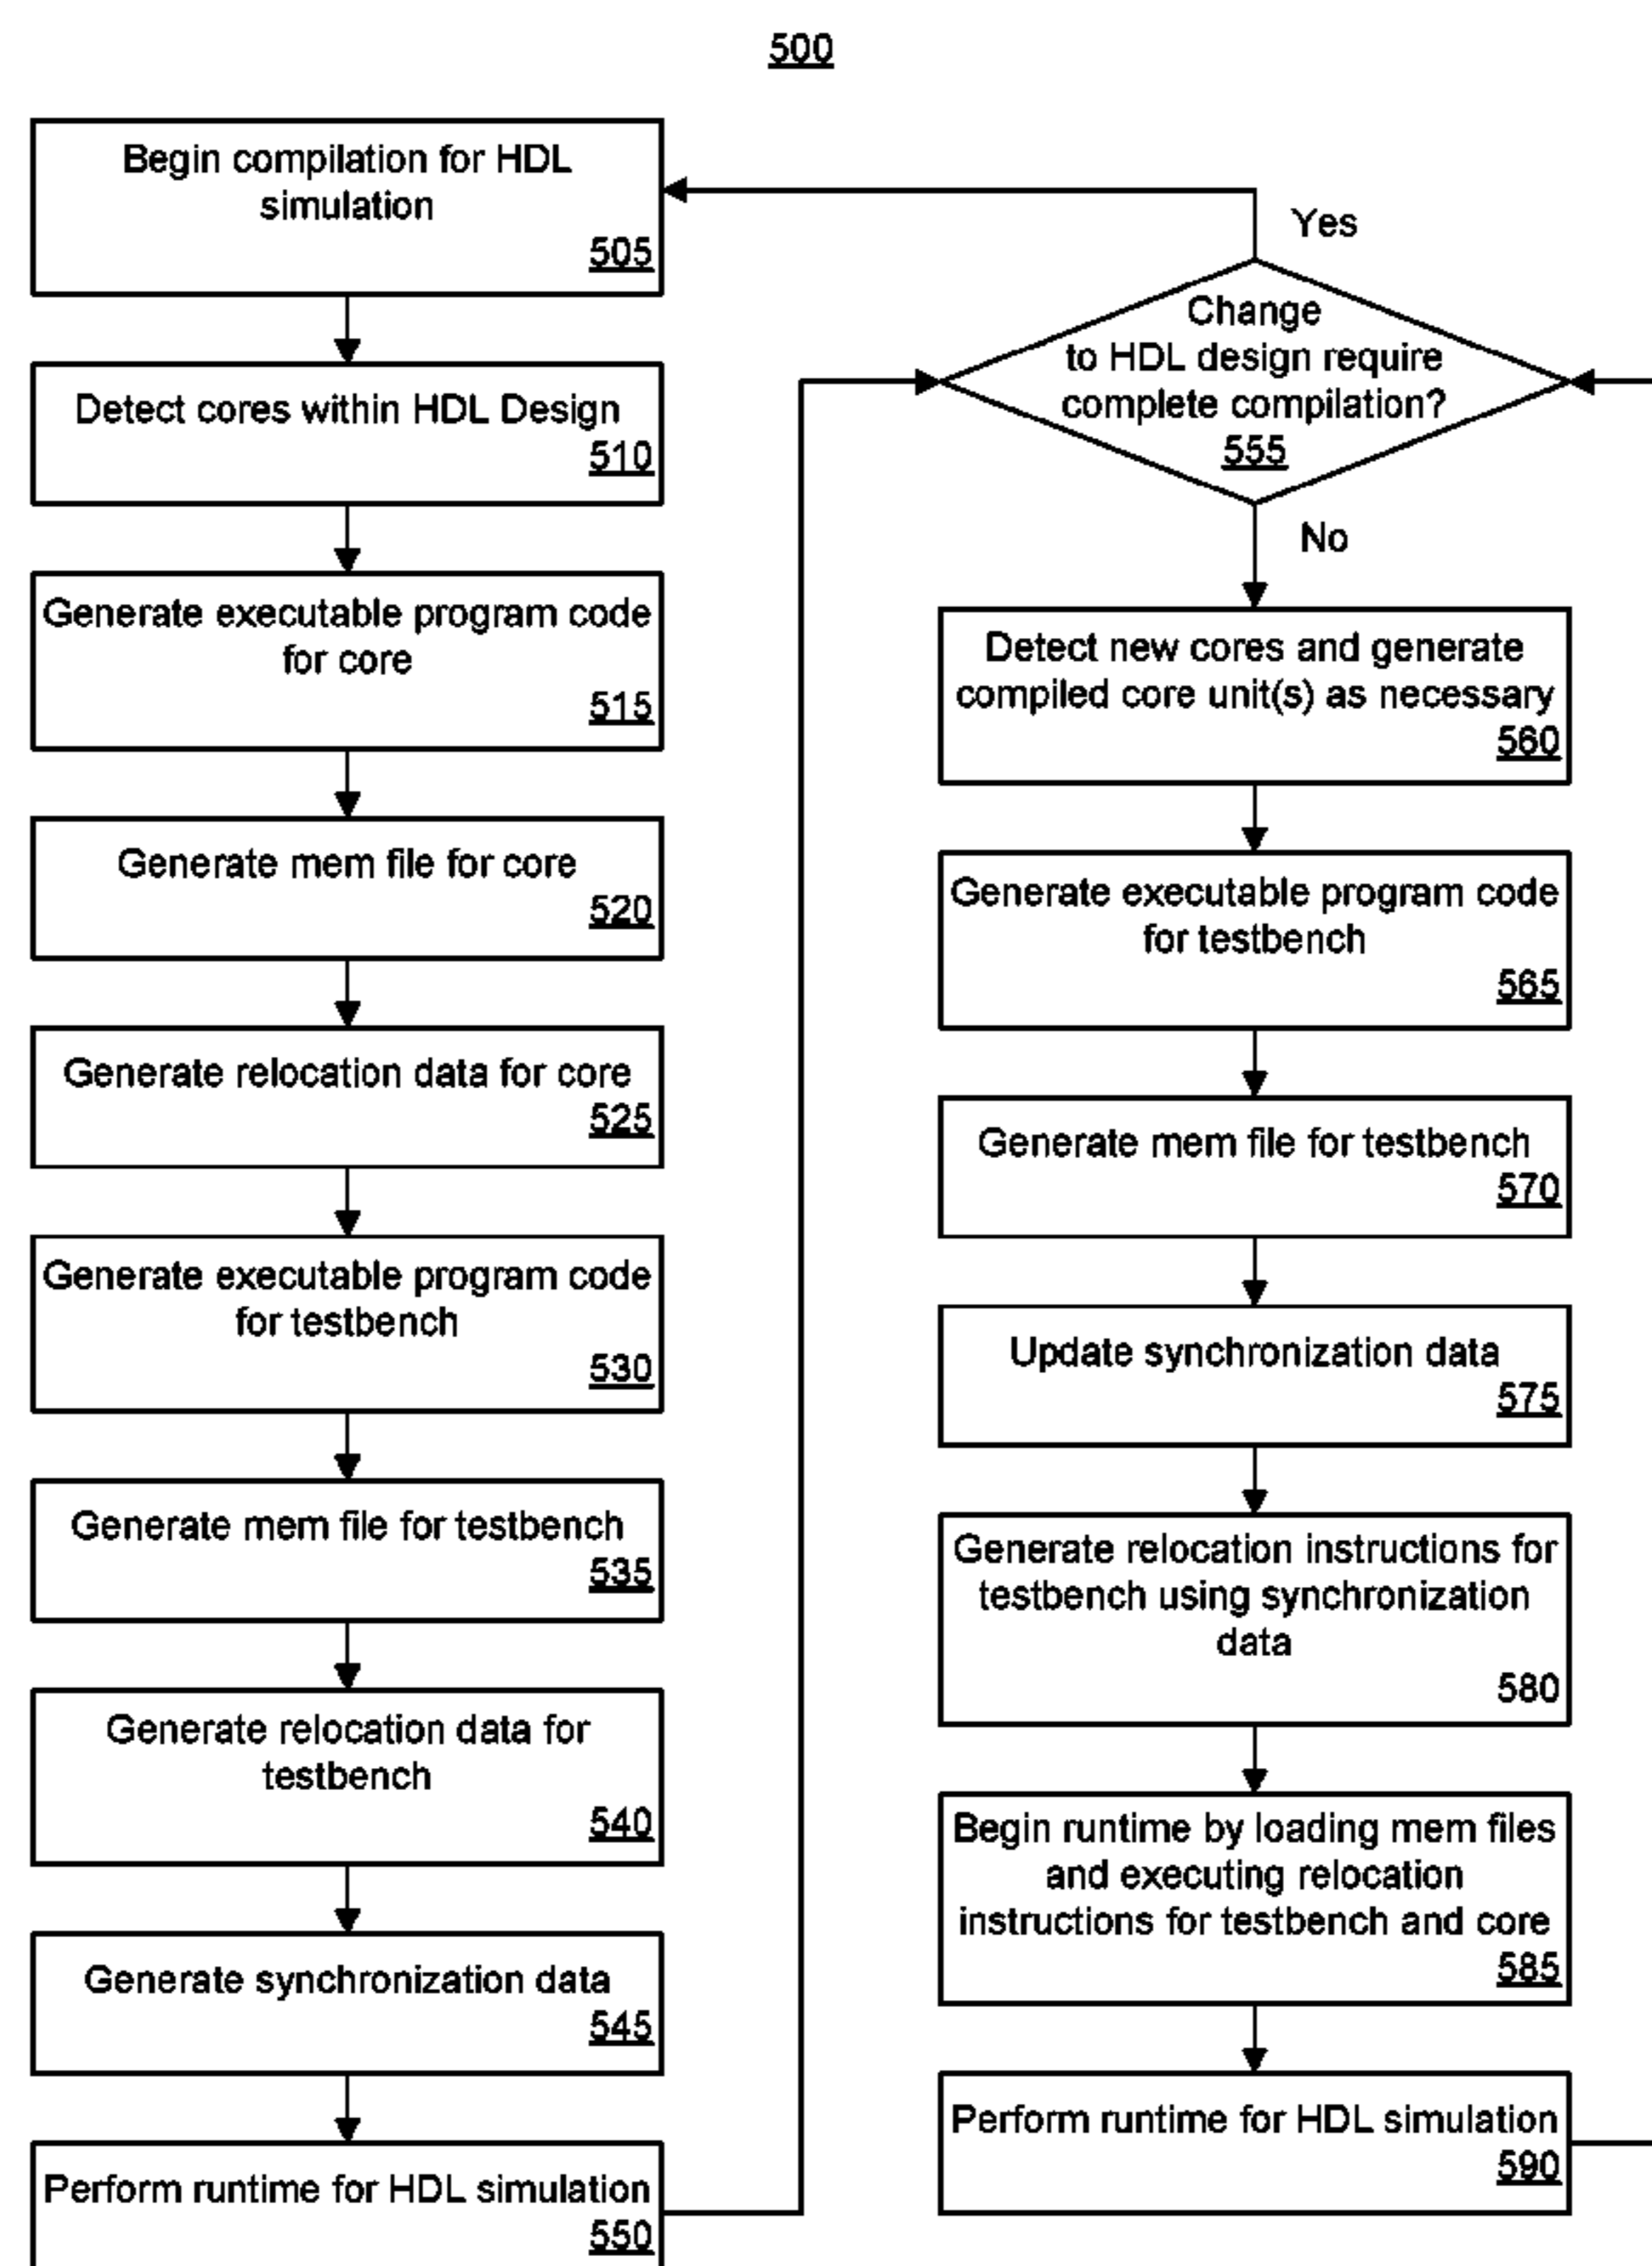 500
Begin compilation for HDL
simulation
505
Detect cores within HDL Design
510
Generate executable program code
for core
515
Generate mem file for core
520
Generate relocation data for core
525
Generate executable program code
for testbench
530
Generate mem file for testbench
535
Generate relocation data for
testbench
540
Generate synchronization data
545
Perform runtime for HDL simulation
550
Yes
Change
to HDL design require
complete compilation?
555
No
Detect new cores and generate
compiled core unit(s) as necessary
560
Generate executable program code
for testbench
565
Generate mem file for testbench
570
Update synchronization data
575
Generate relocation instructions for
testbench using synchronization
data
580
Begin runtime by loading mem files
and executing relocation
instructions for testbench and core
585
Perform runtime for HDL simulation
590